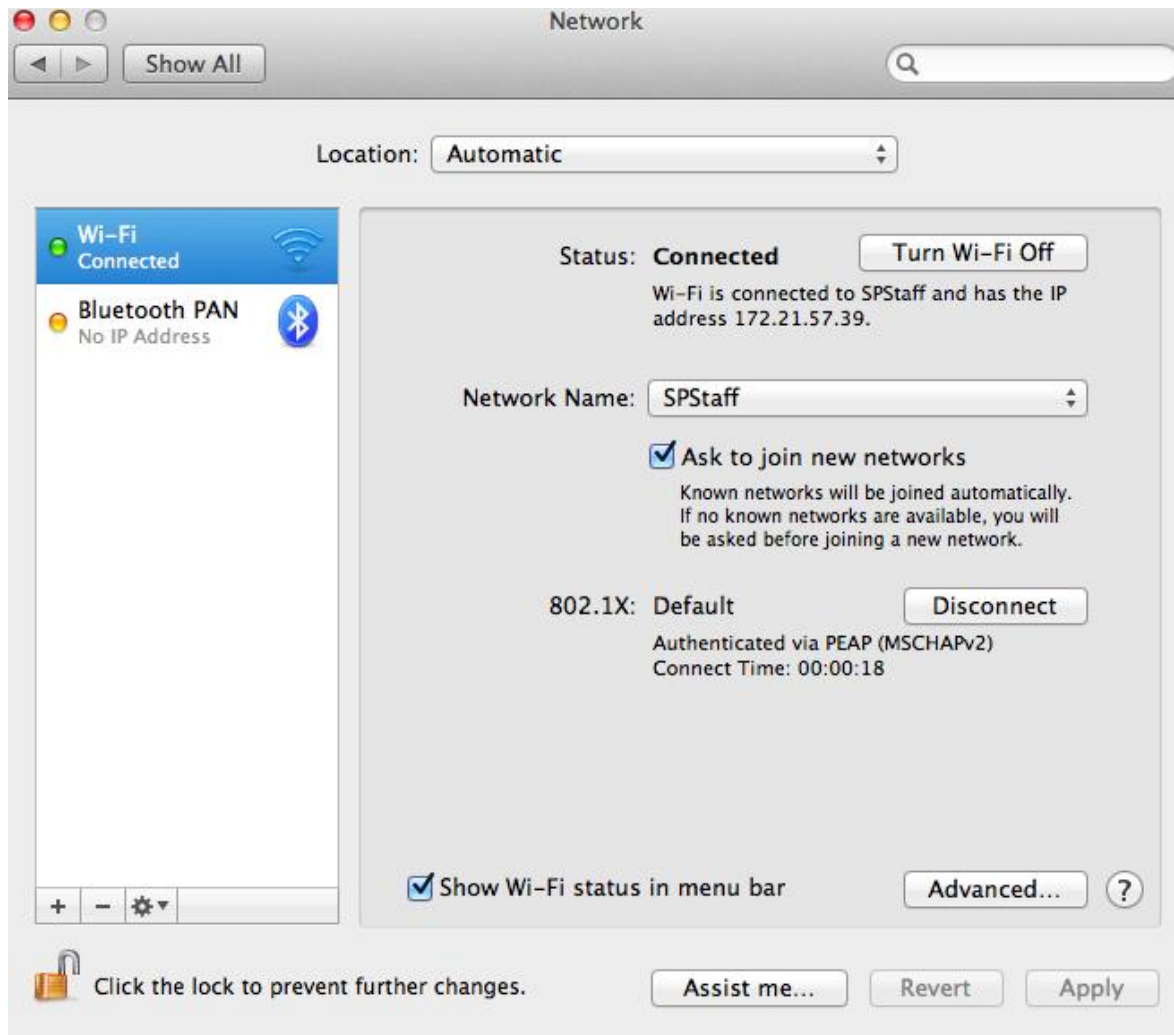 Network
Show All
Location: Automatic
Wi-Fi
Connected
Bluetooth PAN
No IP Address
Status: Connected Turn Wi-Fi Off
Wi-Fi is connected to SPStaff and has the IP
address 172.21.57.39.
Network Name: SPStaff
Ask to join new networks
Known networks will be joined automatically.
If no known networks are available, you will
be asked before joining a new network.
802.1X: Default Disconnect
Authenticated via PEAP (MSCHAPv2)
Connect Time: 00:00:18
Show Wi-Fi status in menu bar Advanced... ?
Click the lock to prevent further changes. Assist me... Revert Apply